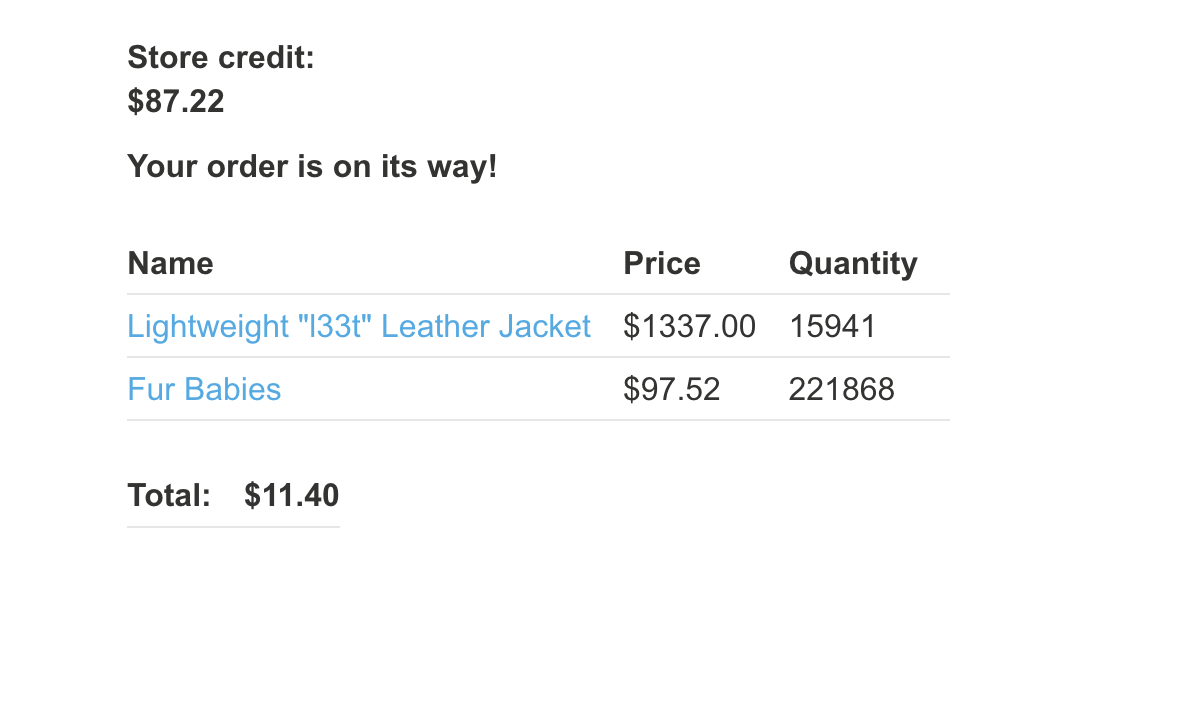 Store credit:
$87.22
Your order is on its way!
Name Price Quantity
Lightweight "l33t" Leather Jacket $1337.00 15941
Fur Babies $97.52 221868
Total: $11.40